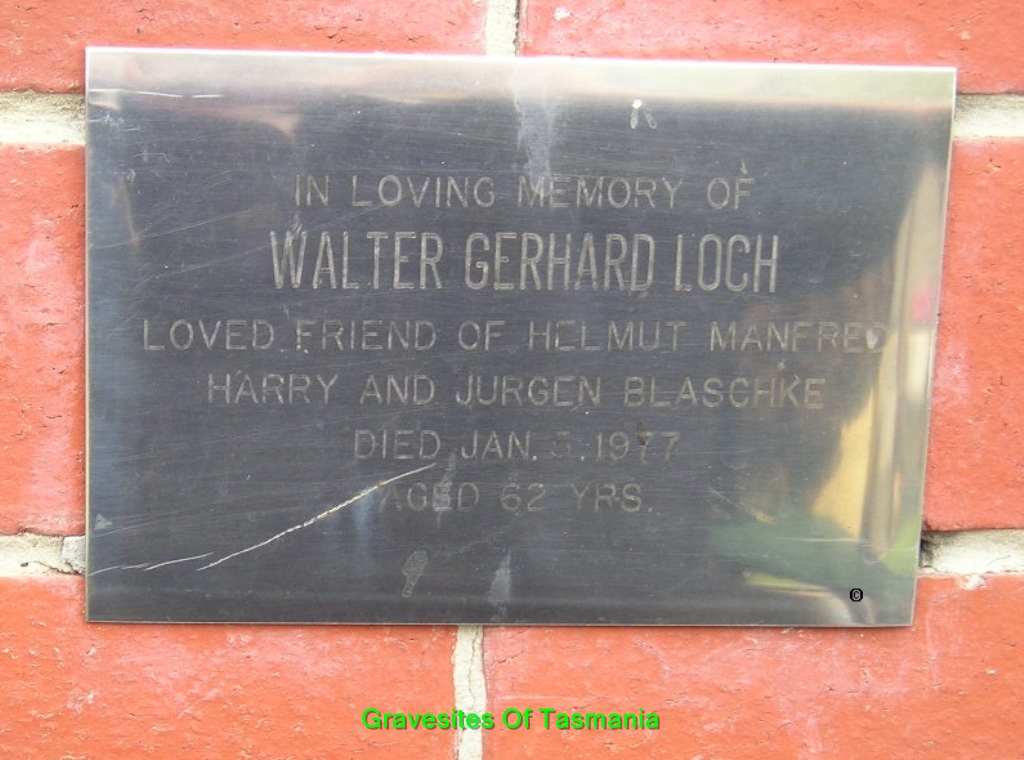 IN LOVING MEMORY OF
WALTER GERHARD LOCH
LOVED FRIEND OF HELMUT MANFRED
HARRY AND JURGEN BLASCHKE
DIED JAN. 5. 1977
AGED 62 YRS.
©
Gravesites Of Tasmania